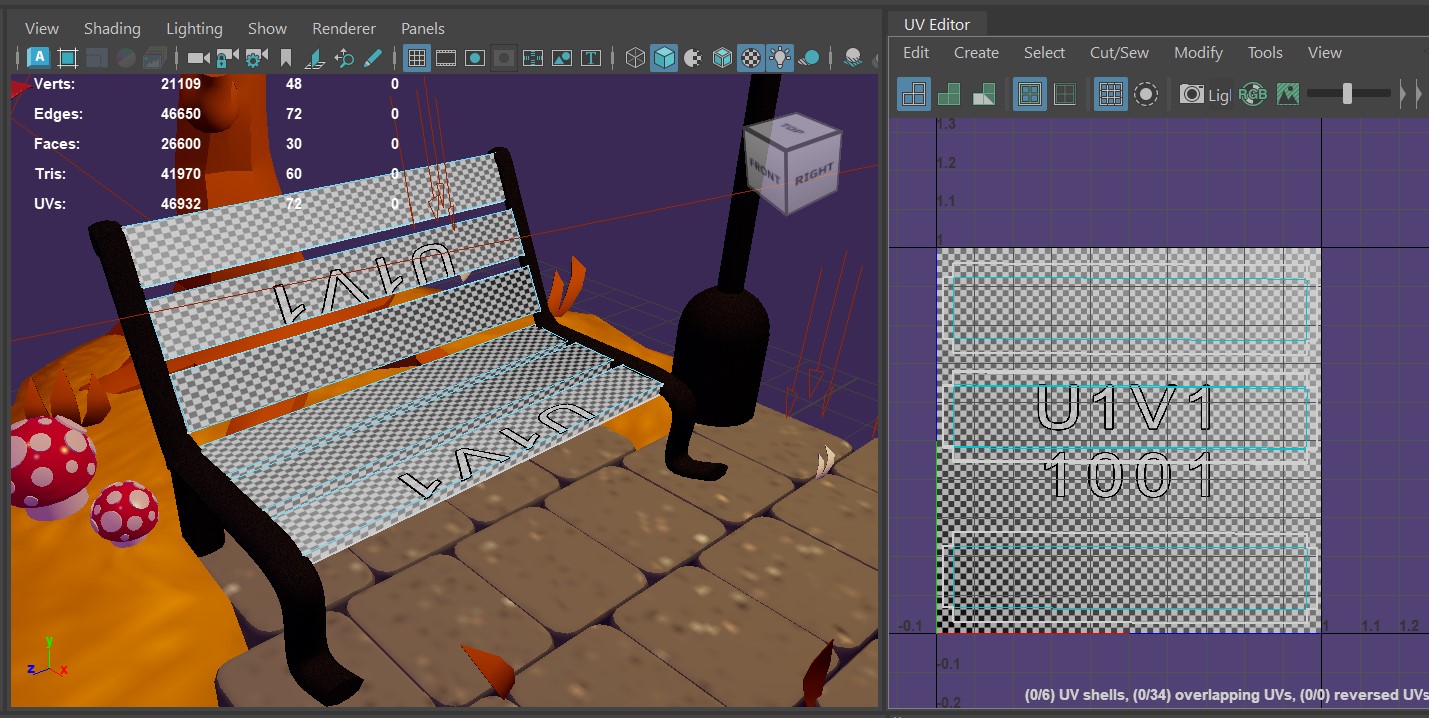 View Shading Lighting Show Renderer Panels
A T
Verts: 21109 48 0
Edges: 46650 72 0
Faces: 26600 30 0
Tris: 41970 60 0
UVs: 46932 72 0
TOP
FRONT RIGHT
U1V1
U1V1
y
z x
UV Editor
Edit Create Select Cut/Sew Modify Tools View
Ligl RGB
1.3
1.2
1.1
1
U1V1
1001
-0.1 1 1.1 1.2
-0.1
-0.2
(0/6) UV shells, (0/34) overlapping UVs, (0/0) reversed UVs